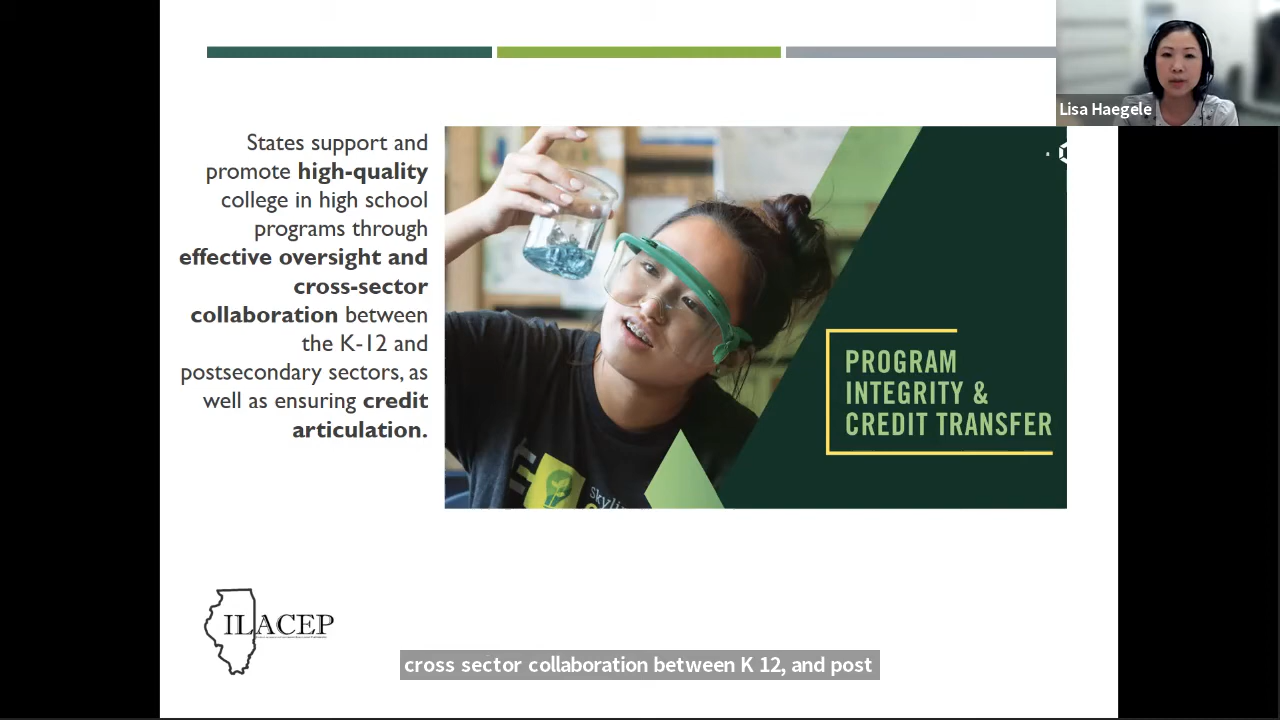 Lisa Haegele
States support and
promote high-quality
college in high school
programs through
effective oversight and
cross-sector
collaboration between
the K-12 and
postsecondary sectors, as
well as ensuring credit
articulation.
PROGRAM
INTEGRITY &
CREDIT TRANSFER
ILACEP
cross sector collaboration between K 12, and post